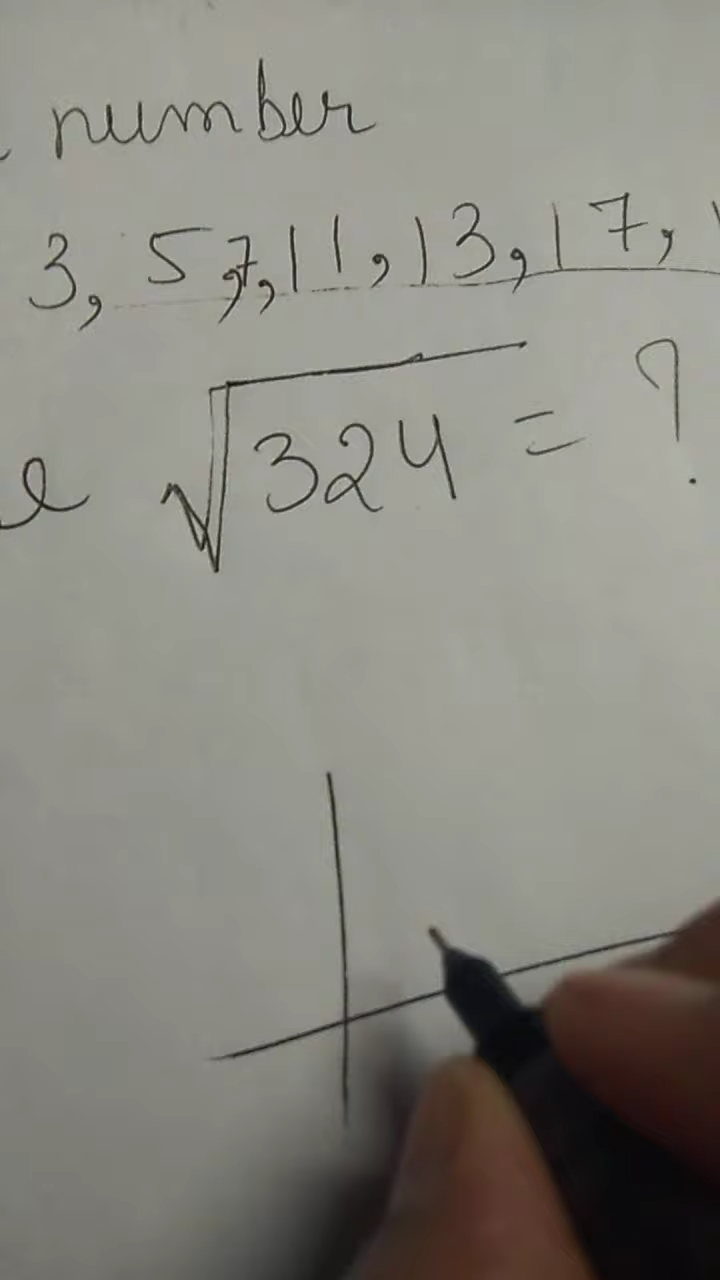 number
3, 5, 7, 11, 13, 17,
√324 = ?